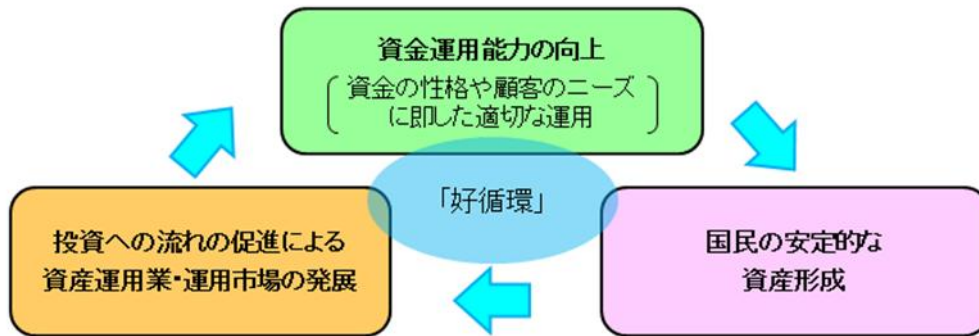 資金運用能力の向上
資金の性格や顧客のニーズ
に即した適切な運用
「好循環」
投資への流れの促進による
資産運用業・運用市場の発展
国民の安定的な
資産形成